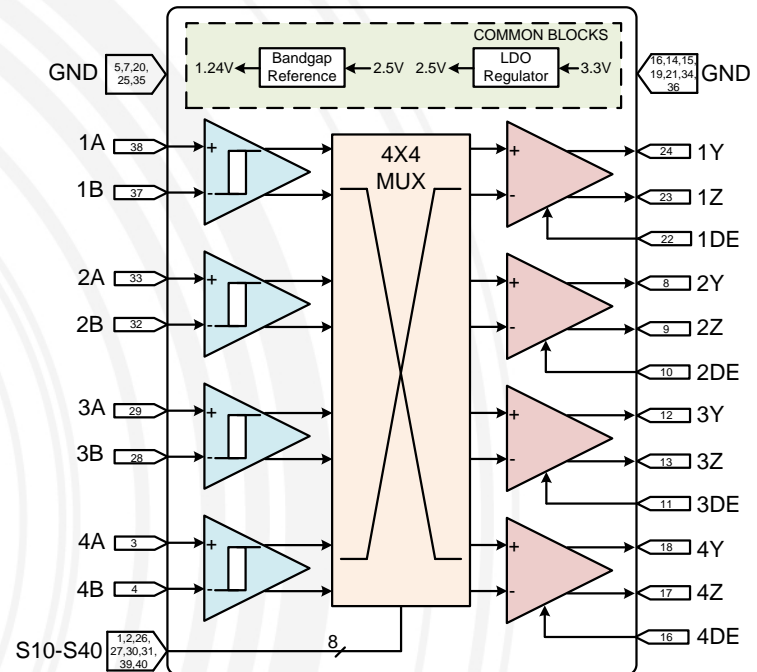 COMMON BLOCKS
1.24V
Bandgap
Reference
2.5V
2.5V
LDO
Regulator
3.3V
GND
5,7,20,
25,35
16,14,15,
19,21,34,
36
GND
4X4
MUX
1A 38 +
1B 37 -
+ 24 1Y
- 23 1Z
22 1DE
2A 33 +
2B 32 -
+ 8 2Y
- 9 2Z
10 2DE
3A 29 +
3B 28 -
+ 12 3Y
- 13 3Z
11 3DE
4A 3 +
4B 4 -
+ 18 4Y
- 17 4Z
16 4DE
S10-S40
1,2,26,
27,30,31,
39,40
8